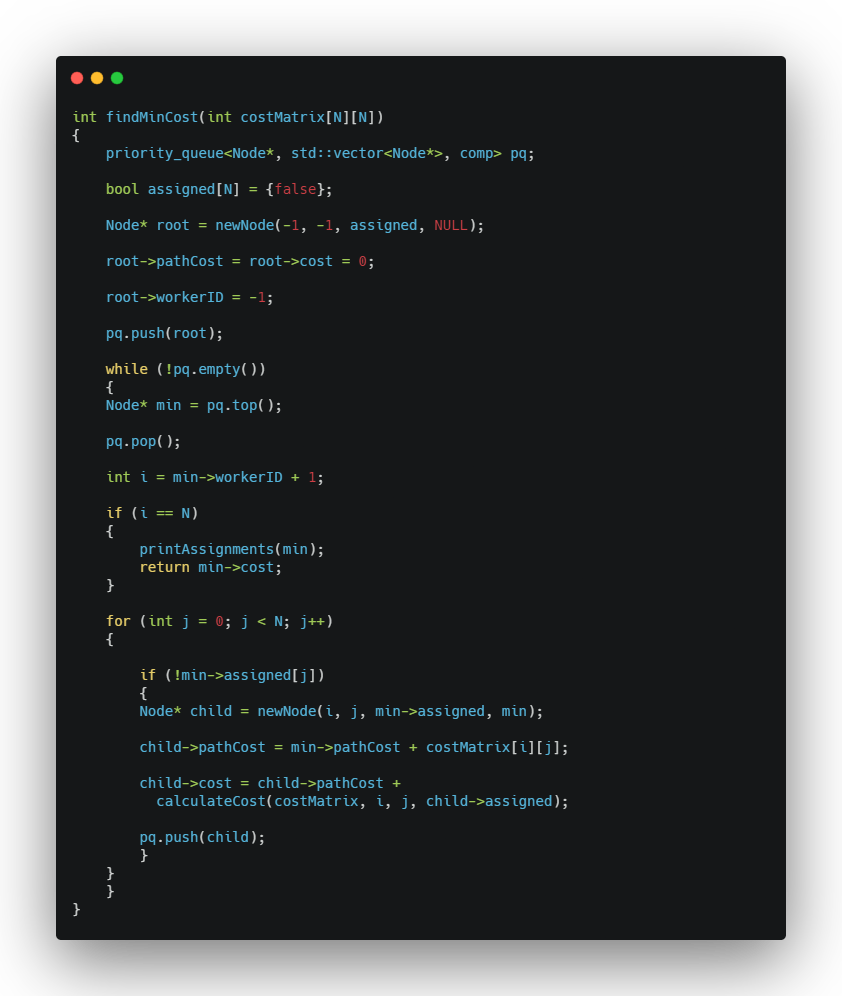 int findMinCost(int costMatrix[N][N])
{
    priority_queue<Node*, std::vector<Node*>, comp> pq;
    bool assigned[N] = {false};
    Node* root = newNode(-1, -1, assigned, NULL);
    root->pathCost = root->cost = 0;
    root->workerID = -1;
    pq.push(root);
    while (!pq.empty())
    {
    Node* min = pq.top();
    pq.pop();
    int i = min->workerID + 1;
    if (i == N)
    {
        printAssignments(min);
        return min->cost;
    }
    for (int j = 0; j < N; j++)
    {
        if (!min->assigned[j])
        {
        Node* child = newNode(i, j, min->assigned, min);
        child->pathCost = min->pathCost + costMatrix[i][j];
        child->cost = child->pathCost +
          calculateCost(costMatrix, i, j, child->assigned);
        pq.push(child);
        }
    }
    }
}